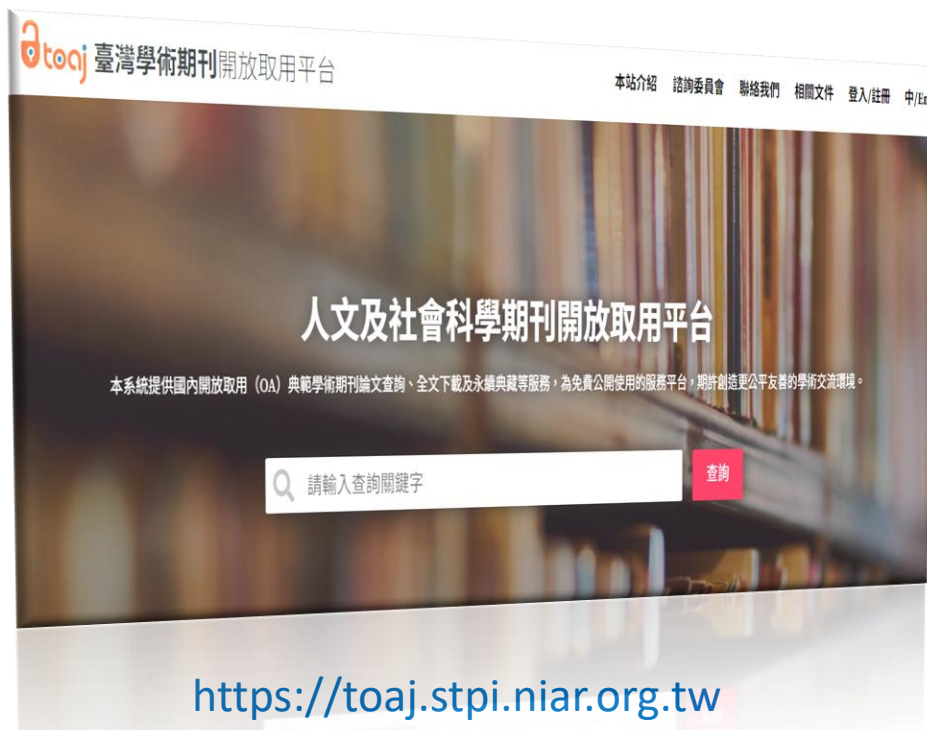 toaj 臺灣學術期刊開放取用平台
本站介紹 諮詢委員會 聯絡我們 相關文件 登入/註冊 中/En
人文及社會科學期刊開放取用平台
本系統提供國內開放取用（OA）典範學術期刊論文查詢、全文下載及永續典藏等服務，為免費公開使用的服務平台，期許創造更公平友善的學術交流環境。
請輸入查詢關鍵字 查詢
https://toaj.stpi.niar.org.tw